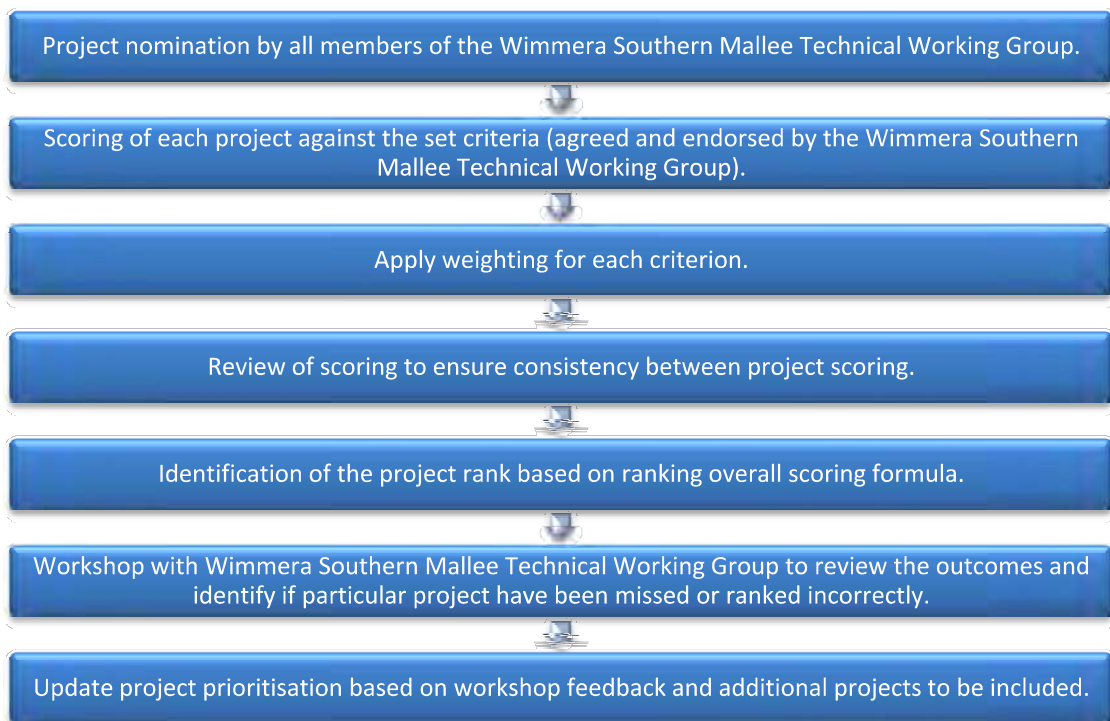 Project nomination by all members of the Wimmera Southern Mallee Technical Working Group.
Scoring of each project against the set criteria (agreed and endorsed by the Wimmera Southern
Mallee Technical Working Group).
Apply weighting for each criterion.
Review of scoring to ensure consistency between project scoring.
Identification of the project rank based on ranking overall scoring formula.
Workshop with Wimmera Southern Mallee Technical Working Group to review the outcomes and
identify if particular project have been missed or ranked incorrectly.
Update project prioritisation based on workshop feedback and additional projects to be included.